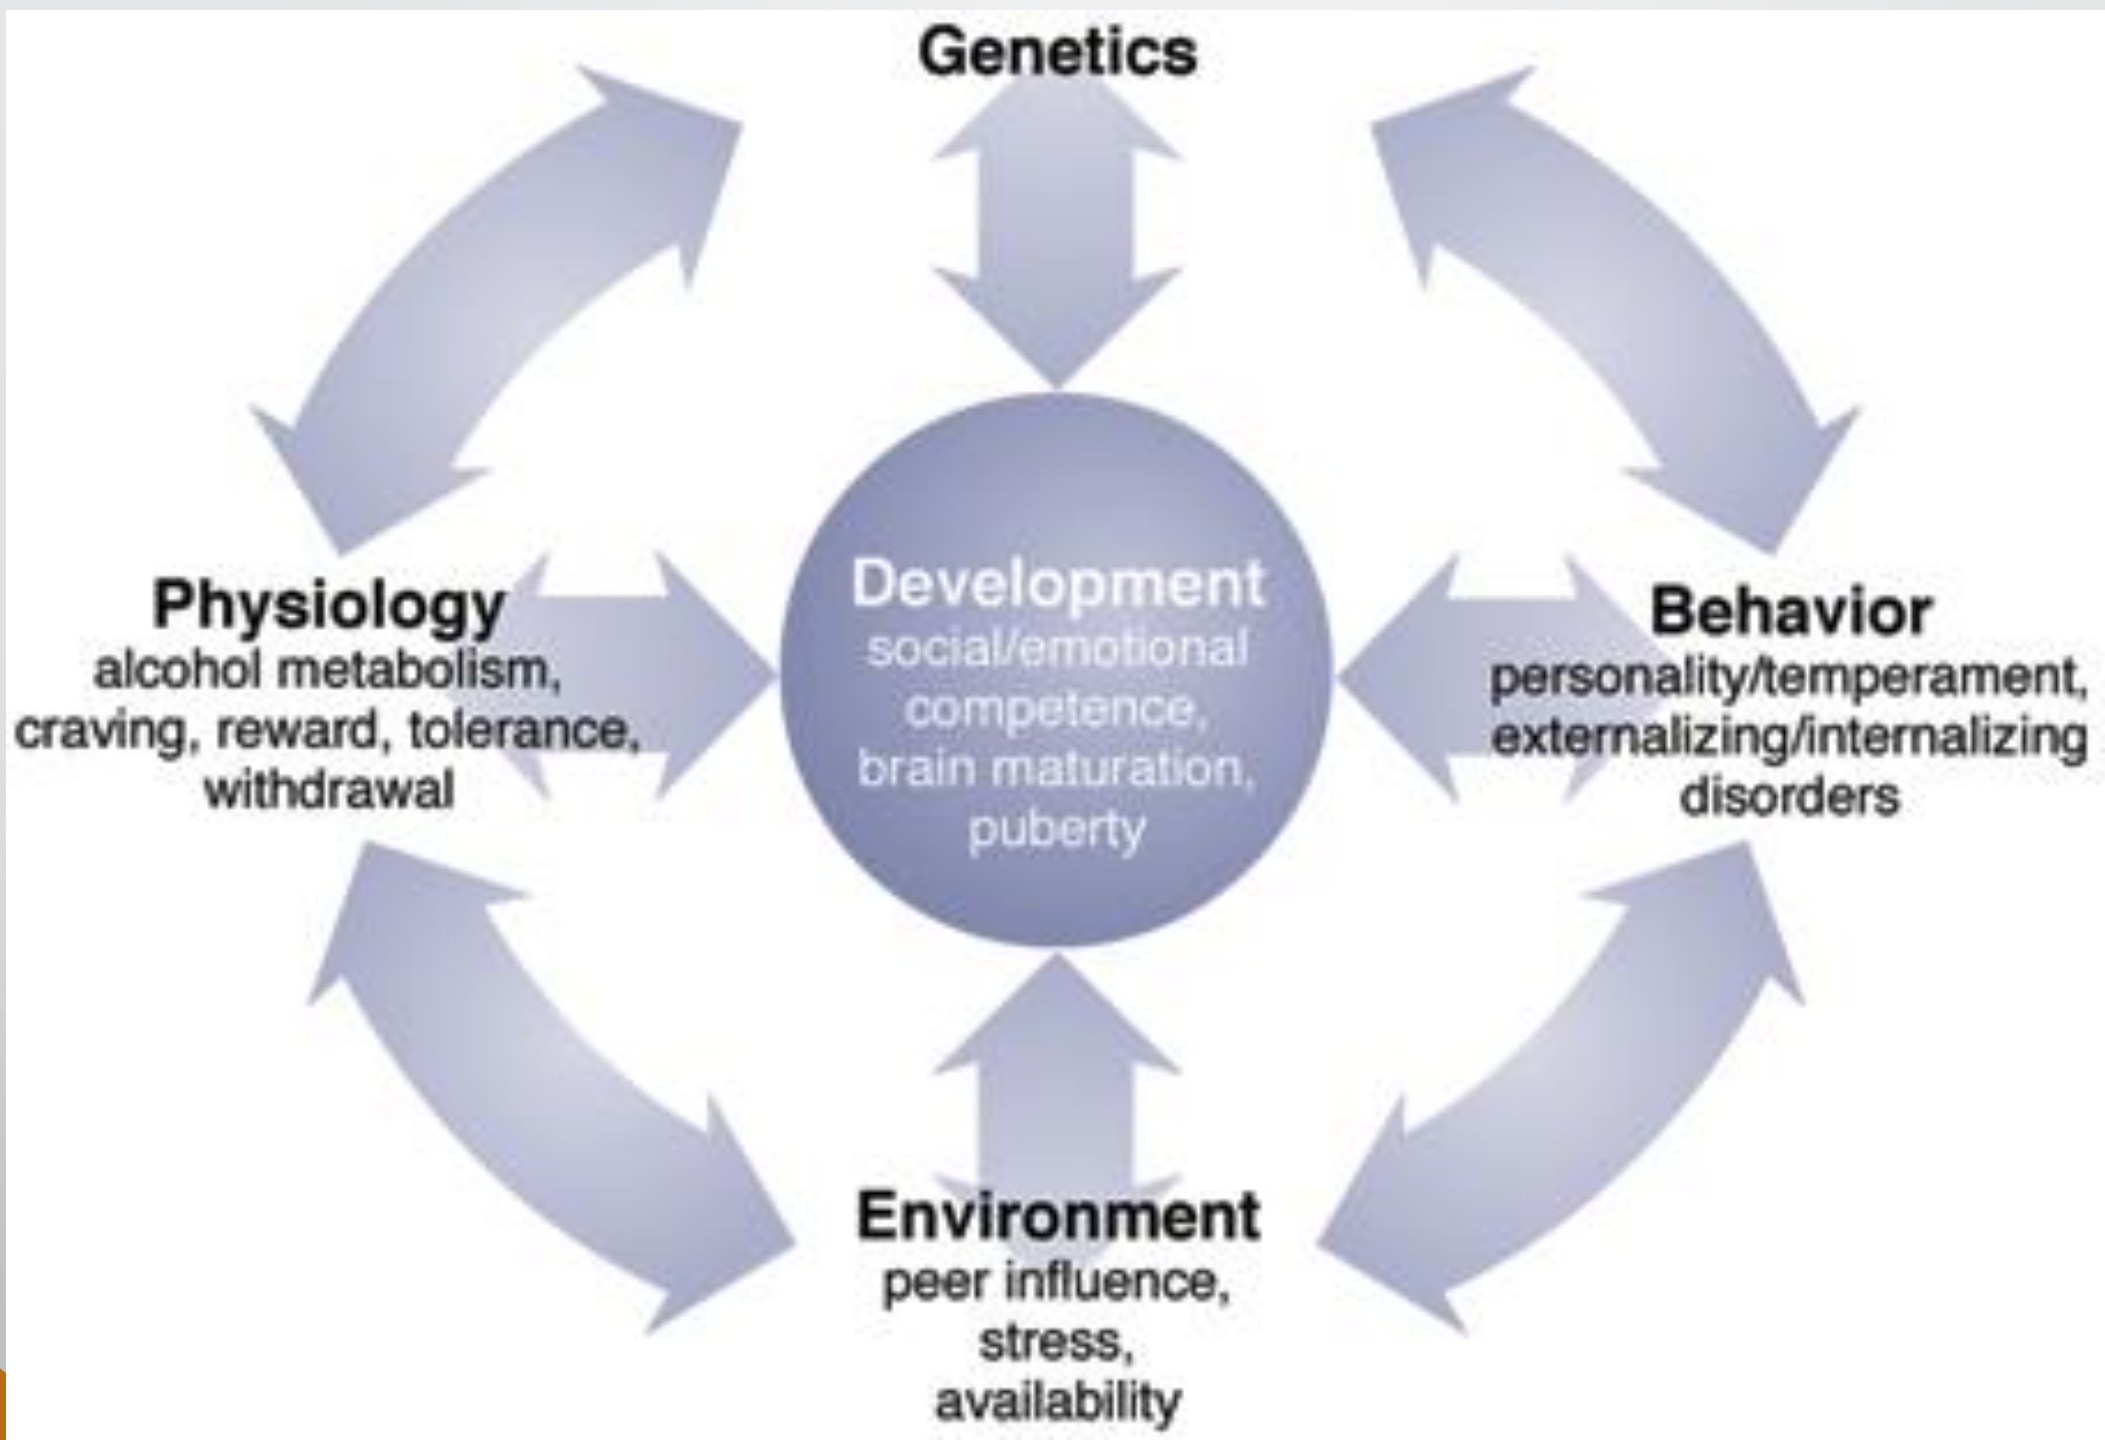 Genetics
Physiology
alcohol metabolism,
craving, reward, tolerance,
withdrawal
Development
social/emotional
competence,
brain maturation,
puberty
Behavior
personality/temperament,
externalizing/internalizing
disorders
Environment
peer influence,
stress,
availability